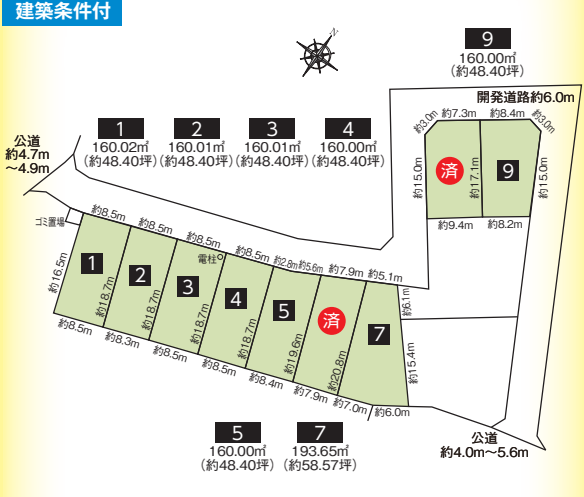 建築条件付
N
9
160.00㎡
(約48.40坪)
開発道路約6.0m
1
160.02㎡
(約48.40坪)
2
160.01㎡
(約48.40坪)
3
160.01㎡
(約48.40坪)
4
160.00㎡
(約48.40坪)
公道
約4.7m
～4.9m
約3.0m
約7.3m
約8.4m
約3.0m
約15.0m
済
約17.1m
9
約15.0m
約9.4m
約8.2m
ゴミ置場
約8.5m
約8.5m
約8.5m
電柱
約8.5m
約2.8m
約5.6m
約7.9m
約5.1m
約6.1m
約16.5m
1
約18.7m
2
約18.7m
3
約18.7m
4
約18.7m
5
約19.6m
済
約20.8m
7
約15.4m
約8.5m
約8.3m
約8.5m
約8.5m
約8.4m
約7.9m
約7.0m
約6.0m
公道
約4.0m～5.6m
5
160.00㎡
(約48.40坪)
7
193.65㎡
(約58.57坪)